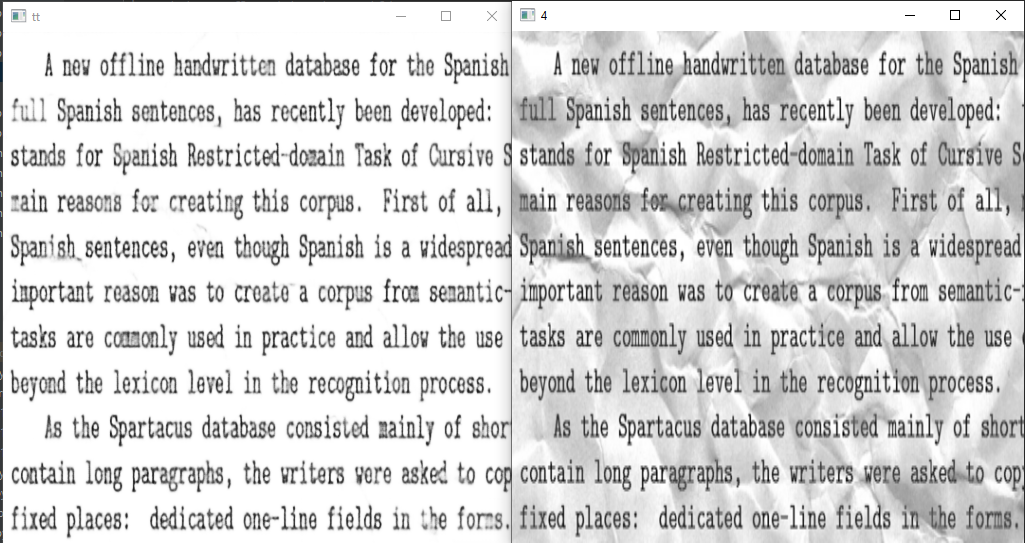 tt
A new offline handwritten database for the Spanish
full Spanish sentences, has recently been developed:
stands for Spanish Restricted-domain Task of Cursive S
main reasons for creating this corpus. First of all,
Spanish sentences, even though Spanish is a widespread
important reason was to create a corpus from semantic-
tasks are commonly used in practice and allow the use
beyond the lexicon level in the recognition process.
As the Spartacus database consisted mainly of shor
contain long paragraphs, the writers were asked to cop
fixed places: dedicated one-line fields in the forms.
4
A new offline handwritten database for the Spanish
full Spanish sentences, has recently been developed:
stands for Spanish Restricted-domain Task of Cursive S
main reasons for creating this corpus. First of all,
Spanish sentences, even though Spanish is a widespread
important reason was to create a corpus from semantic-
tasks are commonly used in practice and allow the use
beyond the lexicon level in the recognition process.
As the Spartacus database consisted mainly of short
contain long paragraphs, the writers were asked to copy
fixed places: dedicated one-line fields in the forms.